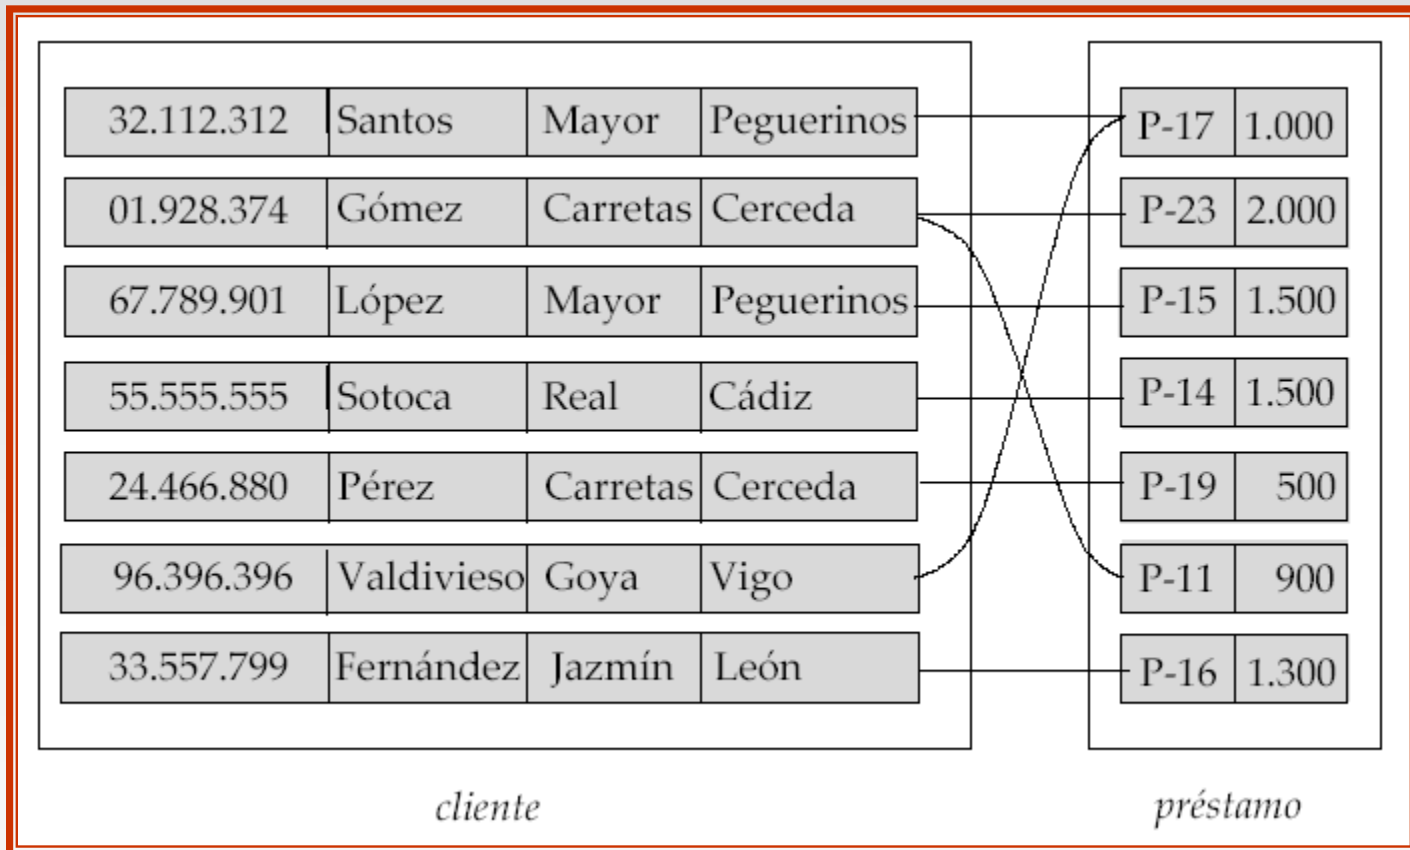 32.112.312 Santos Mayor Peguerinos P-17 1.000
01.928.374 Gómez Carretas Cerceda P-23 2.000
67.789.901 López Mayor Peguerinos P-15 1.500
55.555.555 Sotoca Real Cádiz P-14 1.500
24.466.880 Pérez Carretas Cerceda P-19 500
96.396.396 Valdivieso Goya Vigo P-11 900
33.557.799 Fernández Jazmín León P-16 1.300
cliente préstamo